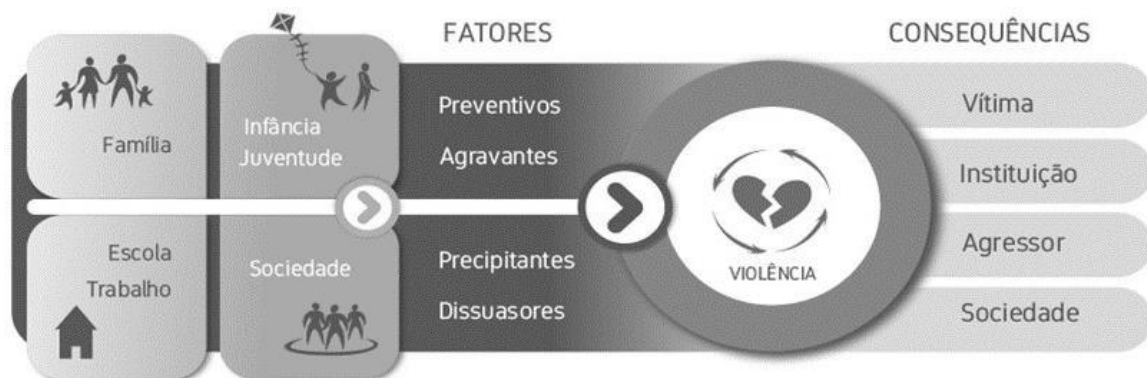 FATORES
CONSEQUÊNCIAS
Família
Infância
Juventude
Escola
Trabalho
Sociedade
Preventivos
Agravantes
Precipitantes
Dissuasores
VIOLÊNCIA
Vítima
Instituição
Agressor
Sociedade